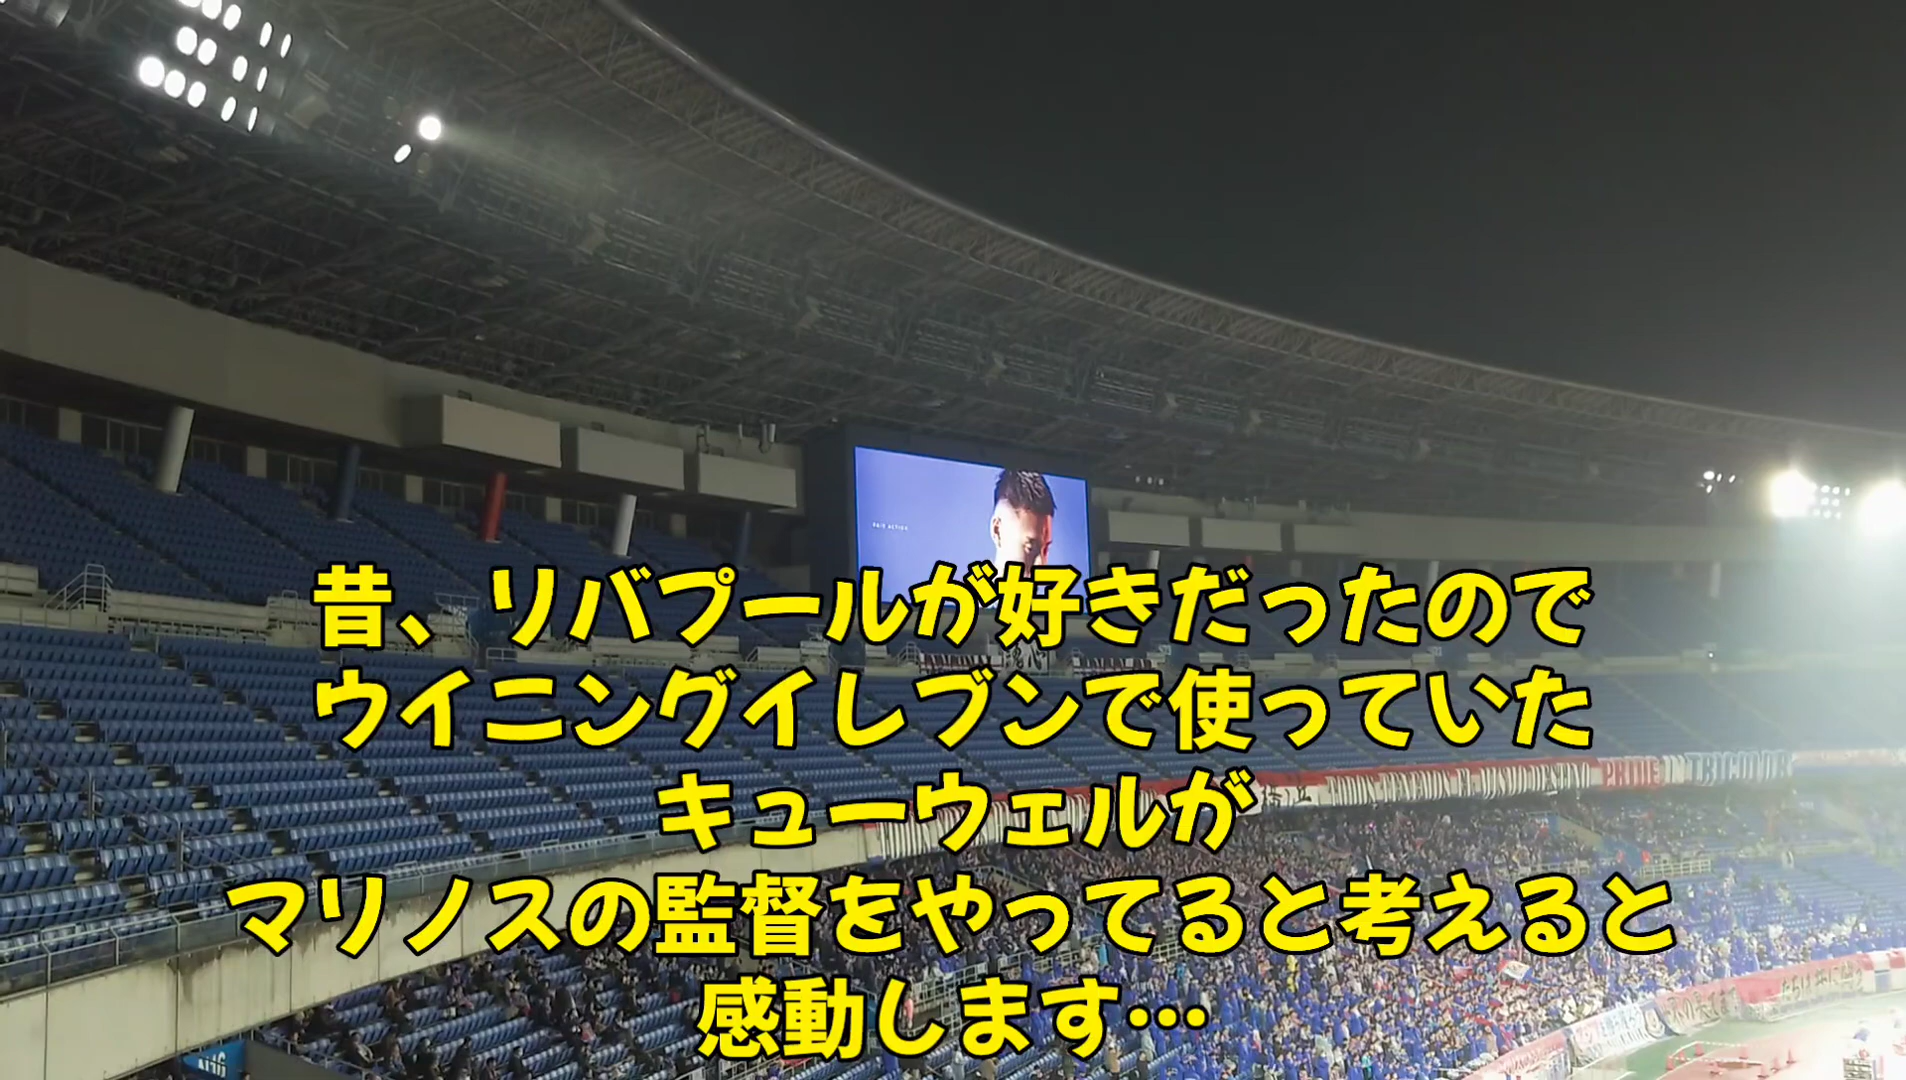 昔、リバプールが好きだったので
ウイニングイレブンで使っていた
キューウェルが
マリノスの監督をやってると考えると
感動します…
PRIDE
TRICOLOR